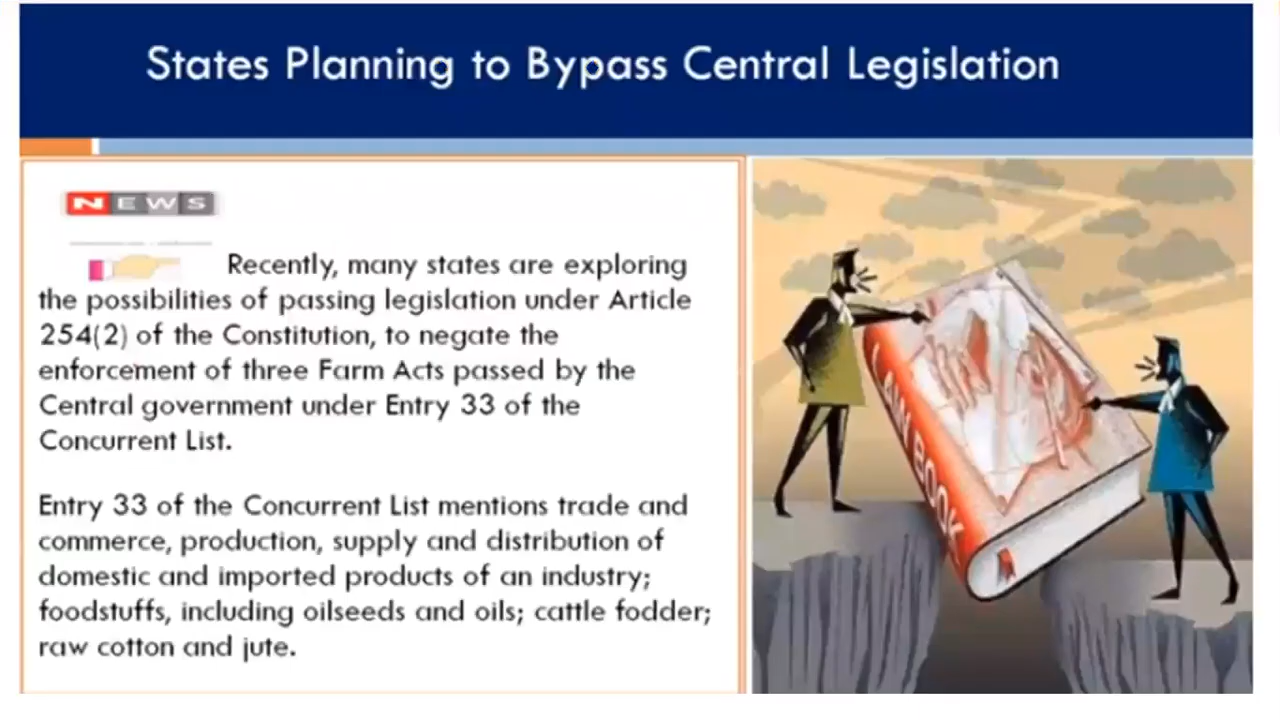 States Planning to Bypass Central Legislation
NEWS
Recently, many states are exploring
the possibilities of passing legislation under Article
254(2) of the Constitution, to negate the
enforcement of three Farm Acts passed by the
Central government under Entry 33 of the
Concurrent List.
Entry 33 of the Concurrent List mentions trade and
commerce, production, supply and distribution of
domestic and imported products of an industry;
foodstuffs, including oilseeds and oils; cattle fodder;
raw cotton and jute.
LAW BOOK